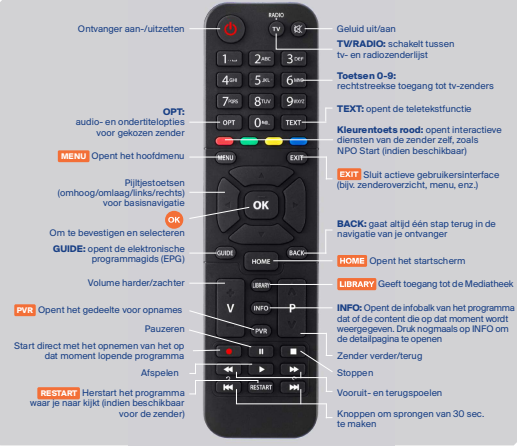 Ontvanger aan-/uitzetten
RADIO
TV
Geluid uit/aan
TV/RADIO: schakelt tussen
tv- en radiozenderlijst
1
2ABC
3DEF
4GHI
5JKL
6MNO
Toetsen 0-9:
rechtstreekse toegang tot tv-zenders
7PQRS
8TUV
9WXYZ
OPT:
audio- en ondertitelopties
voor gekozen zender
OPT
0
TEXT
TEXT: opent de teletekstfunctie
Kleurentoets rood: opent interactieve
diensten van de zender zelf, zoals
NPO Start (indien beschikbaar)
MENU Opent het hoofdmenu
MENU
EXIT
EXIT Sluit actieve gebruikersinterface
(bijv. zenderoverzicht, menu, enz.)
Pijltjestoetsen
(omhoog/omlaag/links/rechts)
voor basisnavigatie
OK
OK
Om te bevestigen en selecteren
BACK: gaat altijd één stap terug in de
navigatie van je ontvanger
GUIDE: opent de elektronische
programmagids (EPG)
GUIDE
BACK
HOME
HOME Opent het startscherm
Volume harder/zachter
LIBRARY
LIBRARY Geeft toegang tot de Mediatheek
V
INFO
P
INFO: Opent de infobalk van het programma
dat of de content die op dat moment wordt
weergegeven. Druk nogmaals op INFO om
de detailpagina te openen
PVR Opent het gedeelte voor opnames
PVR
Pauzeren
Zender verder/terug
Start direct met het opnemen van het op
dat moment lopende programma
Stoppen
Afspelen
Vooruit- en terugspoelen
RESTART Herstart het programma
waar je naar kijkt (indien beschikbaar
voor de zender)
RESTART
Knoppen om sprongen van 30 sec.
te maken